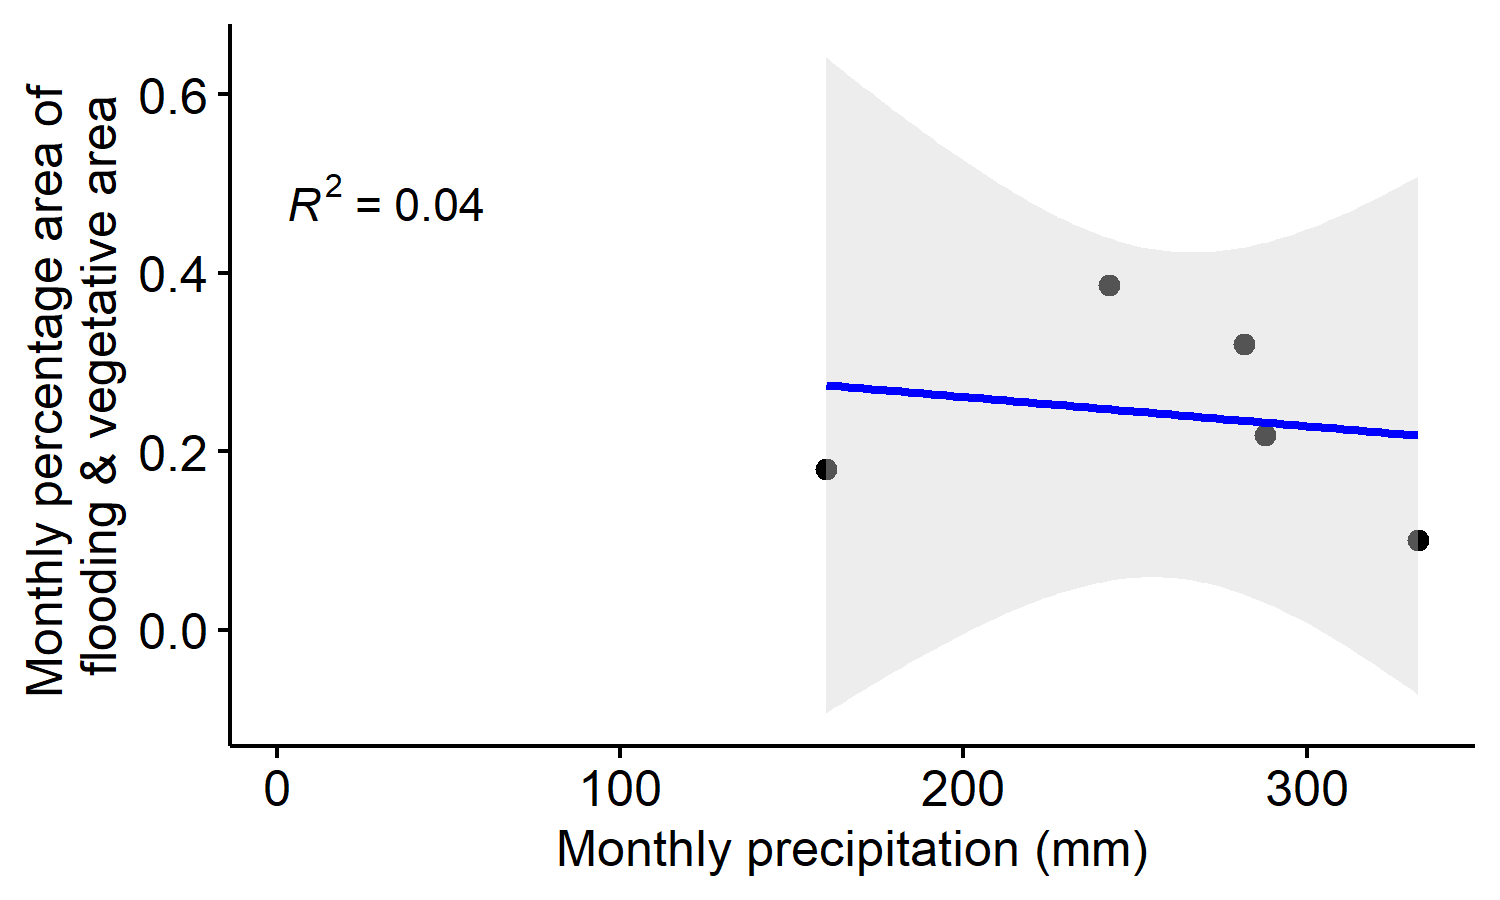 Monthly percentage area of
flooding & vegetative area
0.6
0.4
0.2
0.0
R² = 0.04
0 100 200 300
Monthly precipitation (mm)